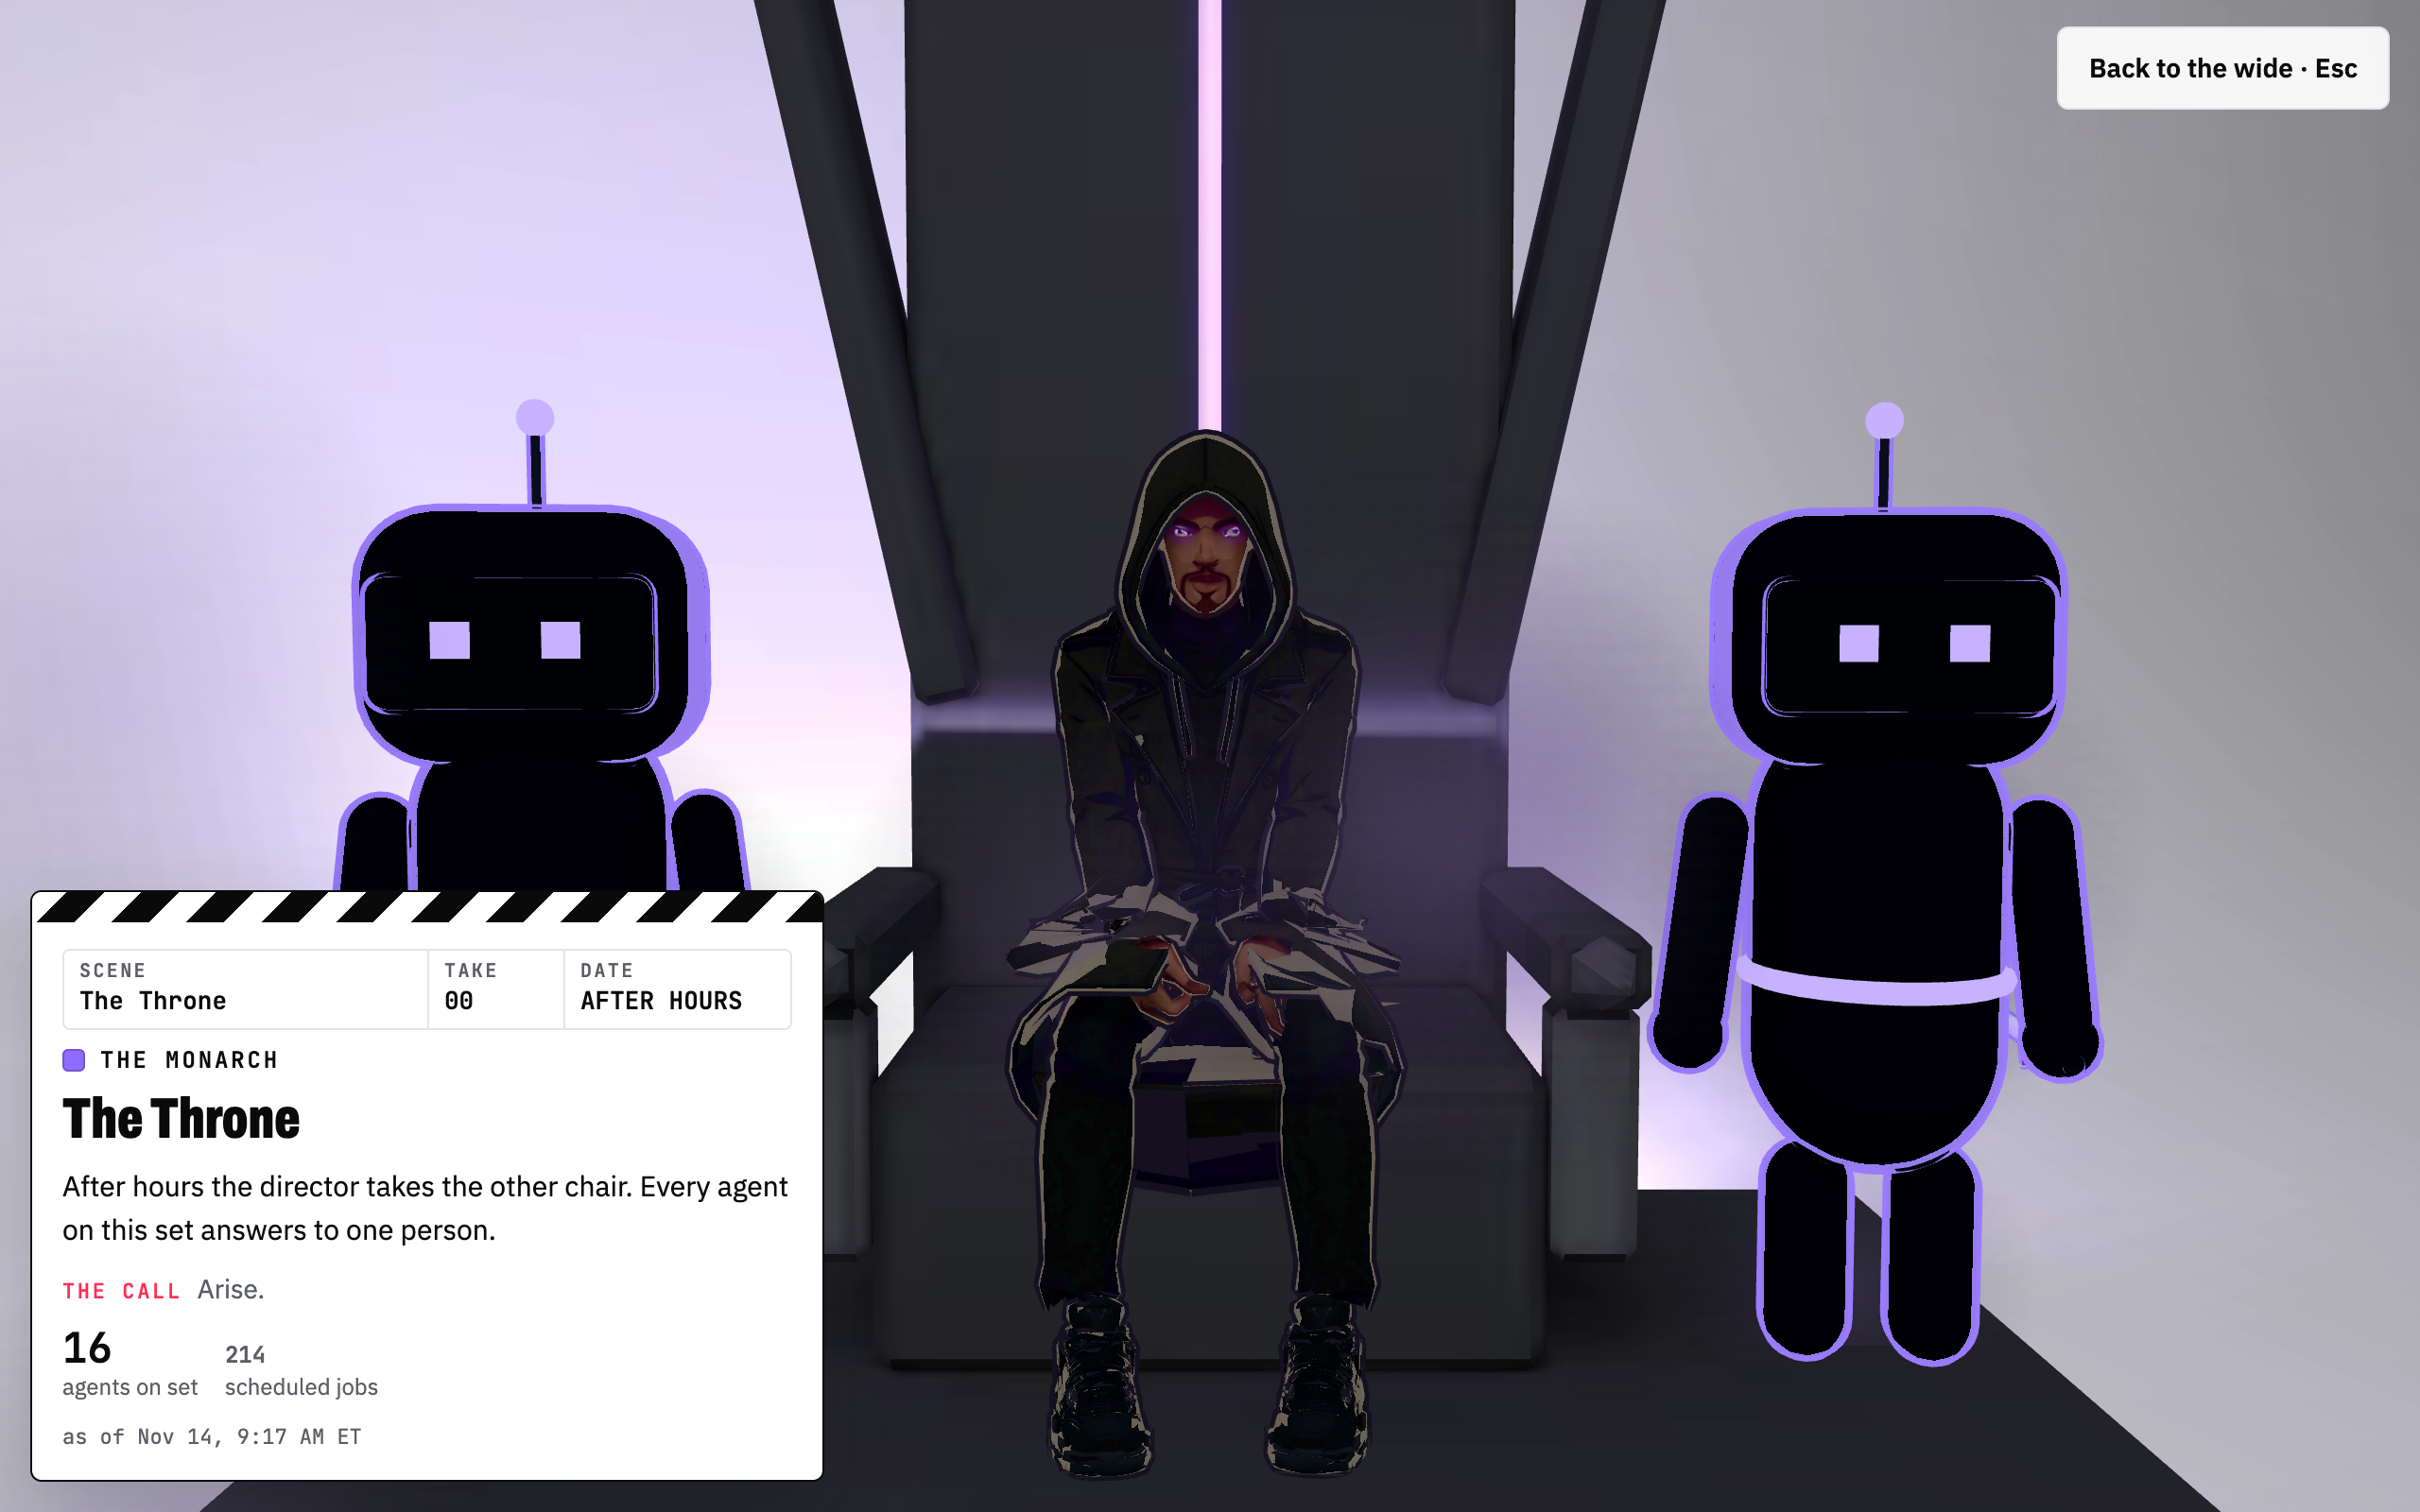 Back to the wide · Esc
SCENE
The Throne
TAKE
00
DATE
AFTER HOURS
THE MONARCH
The Throne
After hours the director takes the other chair. Every agent
on this set answers to one person.
THE CALL Arise.
16
agents on set
214
scheduled jobs
as of Nov 14, 9:17 AM ET